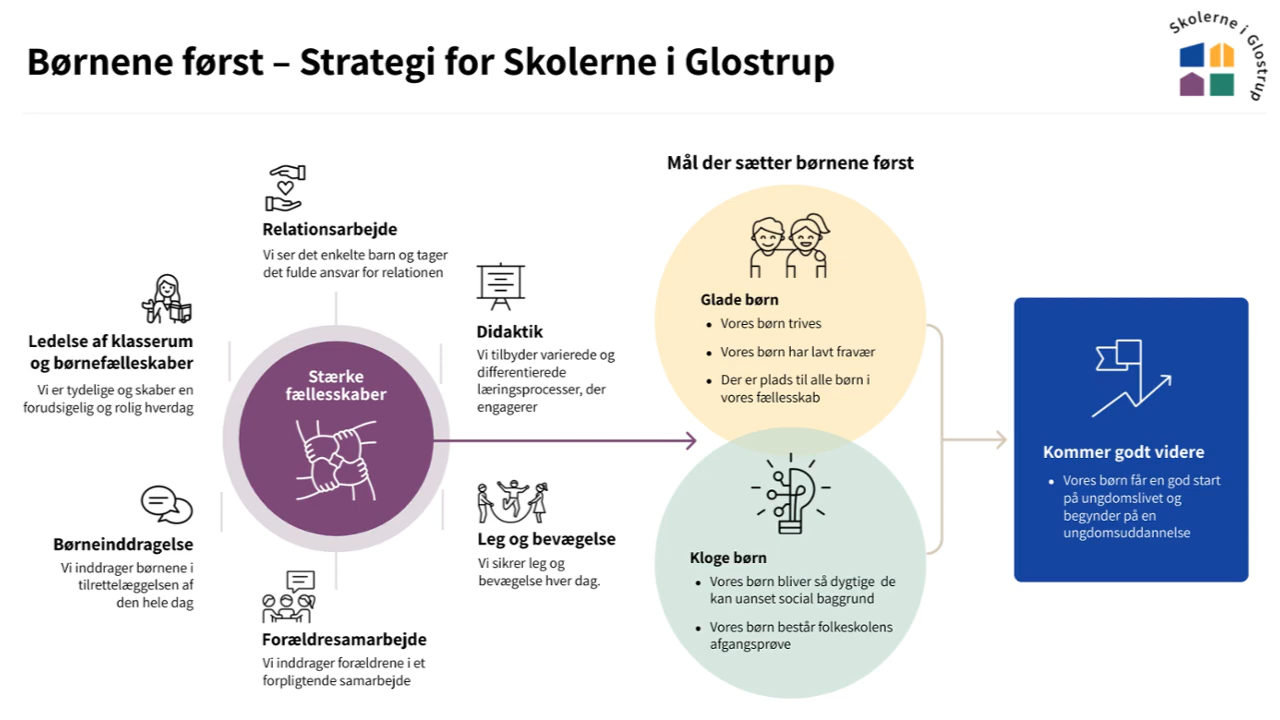 Børnene først – Strategi for Skolerne i Glostrup
Skolerne i Glostrup
Relationsarbejde
Vi ser det enkelte barn og tager
det fulde ansvar for relationen
Ledelse af klasserum
og børnefælleskaber
Vi er tydelige og skaber en
forudsigelig og rolig hverdag
Didaktik
Vi tilbyder varierede og
differentierede
læringsprocesser, der
engagerer
Stærke
fællesskaber
Børneinddragelse
Vi inddrager børnene i
tilrettelæggelsen af
den hele dag
Leg og bevægelse
Vi sikrer leg og
bevægelse hver dag.
Forældresamarbejde
Vi inddrager forældrene i et
forpligtende samarbejde
Mål der sætter børnene først
Glade børn
• Vores børn trives
• Vores børn har lavt fravær
• Der er plads til alle børn i
vores fællesskab
Kloge børn
• Vores børn bliver så dygtige de
kan uanset social baggrund
• Vores børn består folkeskolens
afgangsprøve
Kommer godt videre
• Vores børn får en god start
på ungdomslivet og
begynder på en
ungdomsuddannelse